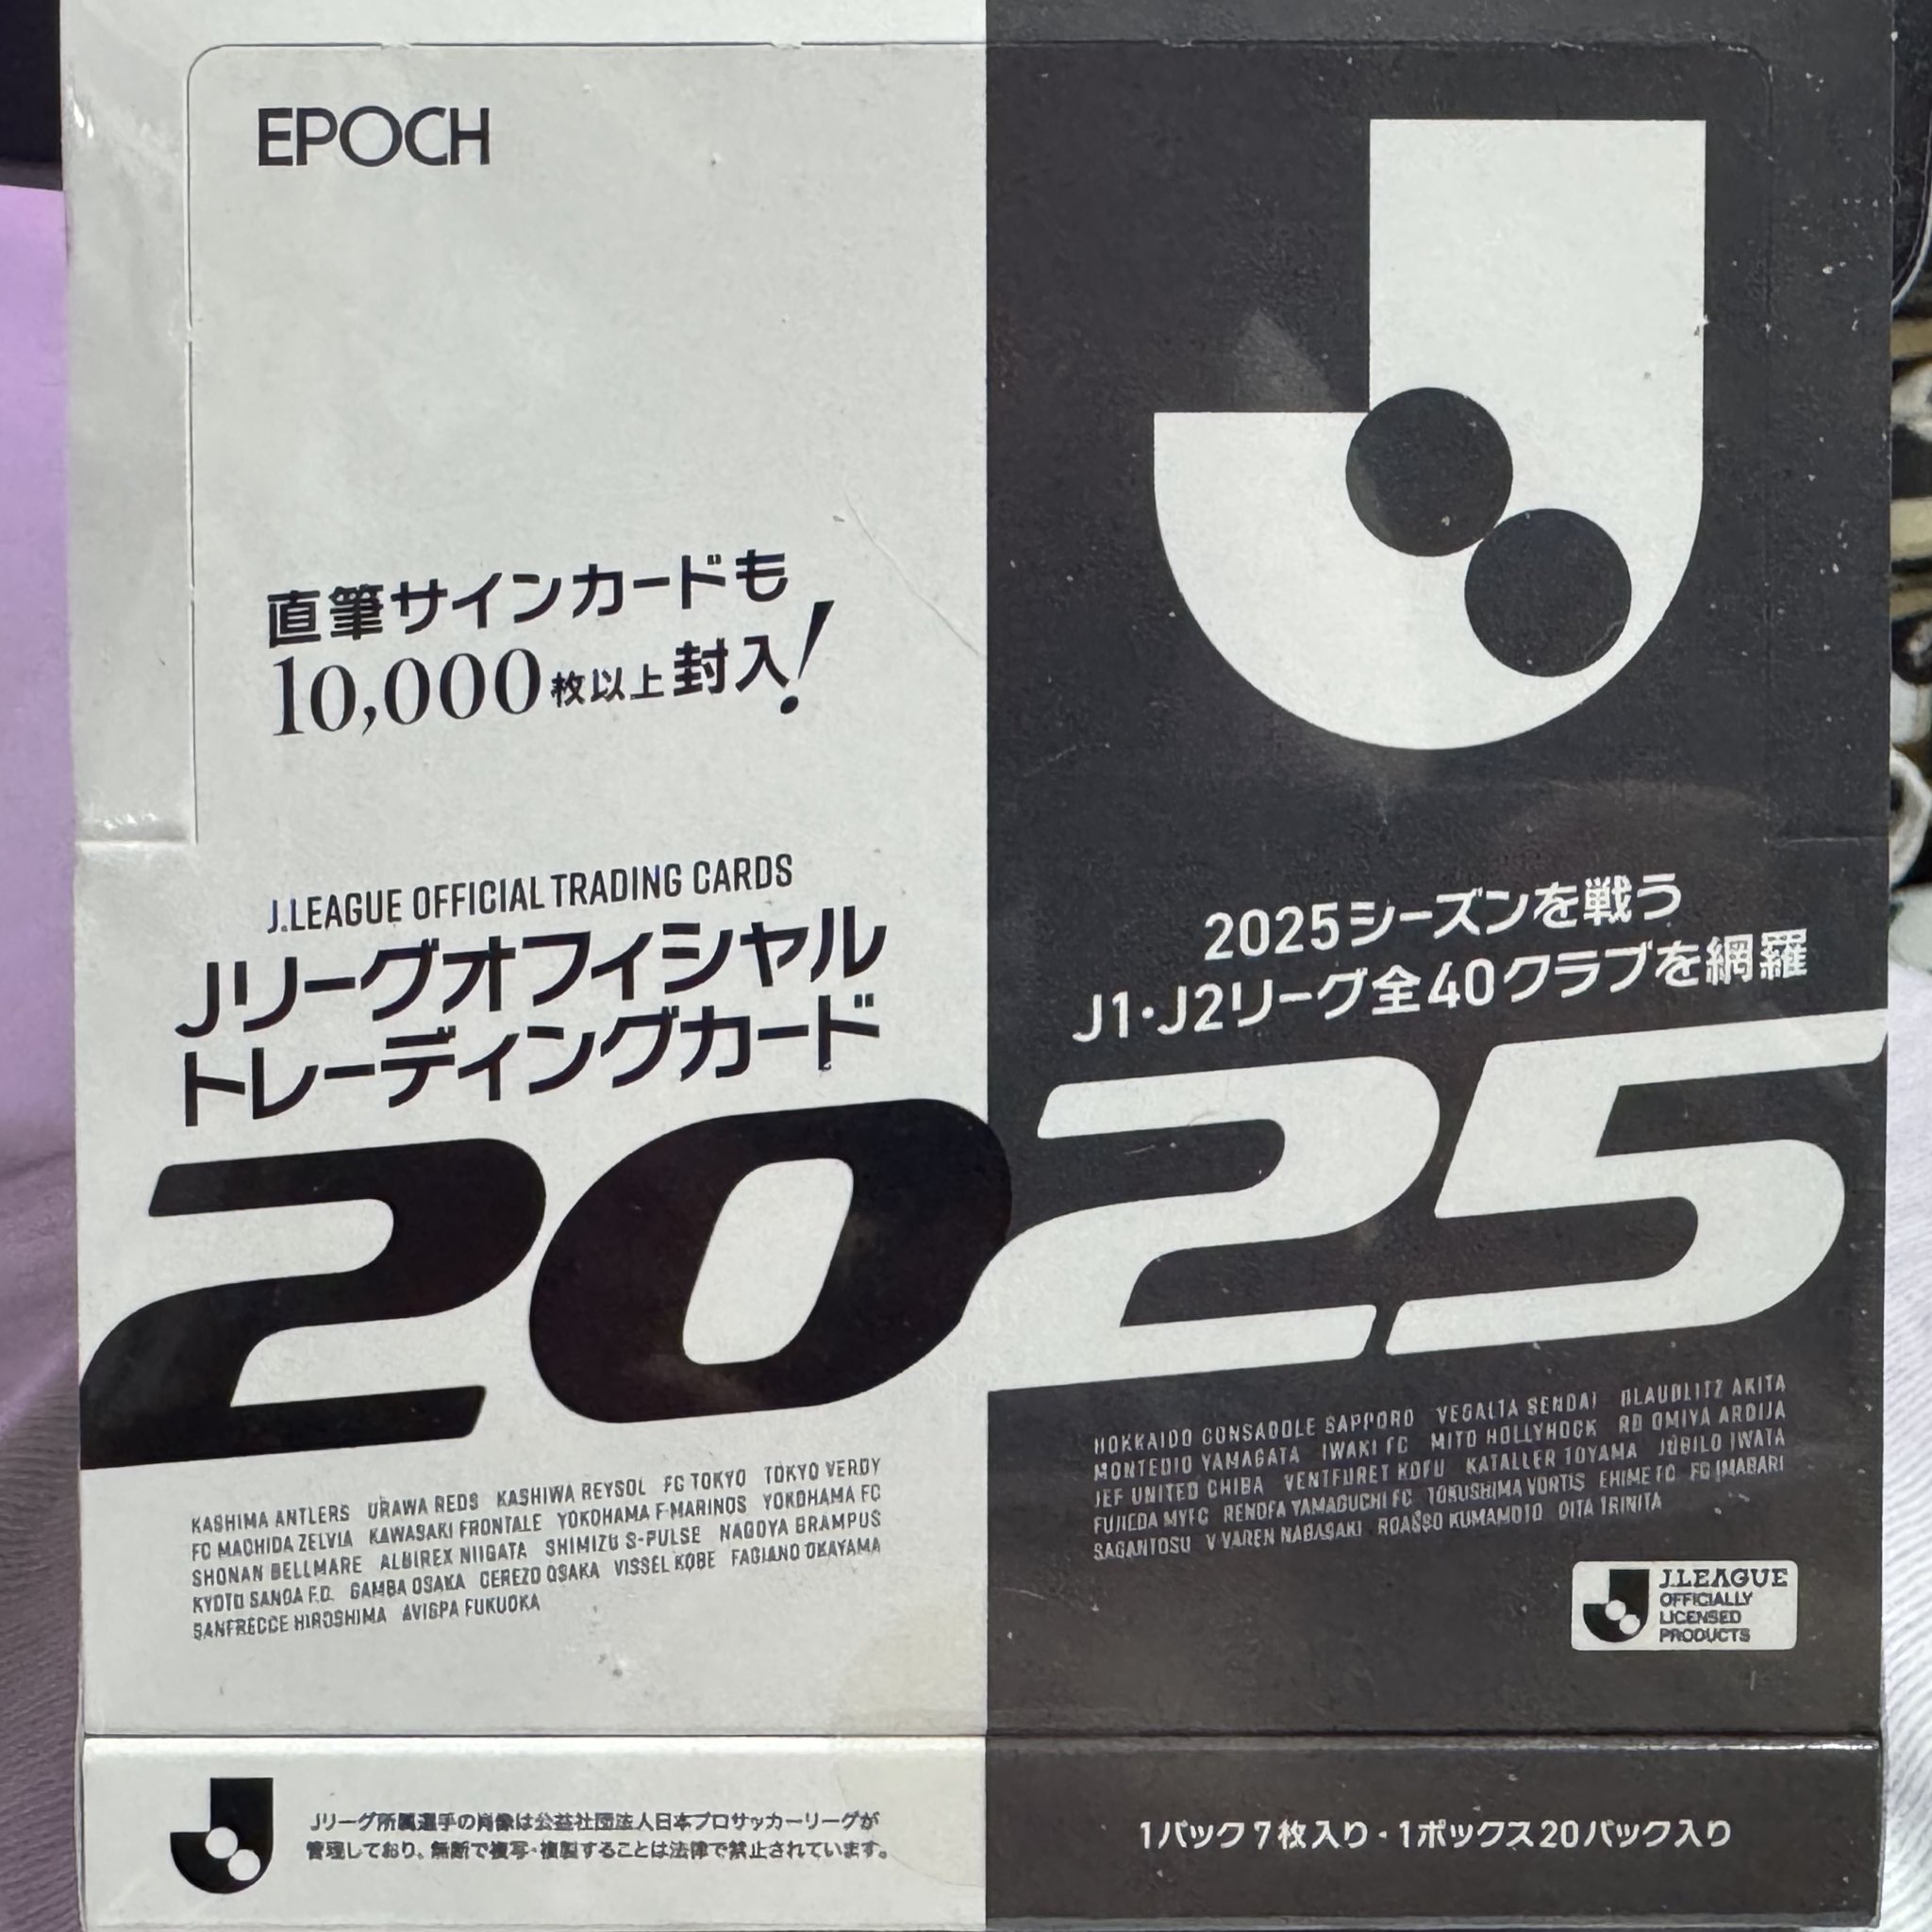 EPOCH
直筆サインカードも
10,000枚以上封入!
J.LEAGUE OFFICIAL TRADING CARDS
Jリーグオフィシャル
トレーディングカード
2025シーズンを戦う
J1・J2リーグ全40クラブを網羅
2025
KASHIMA ANTLERS URAWA REDS KASHIWA REYSOL FC TOKYO TOKYO VERDY
FC MACHIDA ZELVIA KAWASAKI FRONTALE YOKOHAMA F·MARINOS YOKOHAMA FC
SHONAN BELLMARE ALBIREX NIIGATA SHIMIZU S-PULSE NAGOYA GRAMPUS
KYOTO SANGA F.C. GAMBA OSAKA CEREZO OSAKA VISSEL KOBE FAGIANO OKAYAMA
SANFRECCE HIROSHIMA AVISPA FUKUOKA
HOKKAIDO CONSADOLE SAPPORO VEGALTA SENDAI BLAUBLITZ AKITA
MONTEDIO YAMAGATA IWAKI FC MITO HOLLYHOCK RB OMIYA ARDIJA
JEF UNITED CHIBA VENTFORET KOFU KATALLER TOYAMA JÚBILO IWATA
FUJIEDA MYFC RENOFA YAMAGUCHI FC TOKUSHIMA VORTIS EHIME FC FC IMABARI
SAGANTOSU V·VAREN NAGASAKI ROASSO KUMAMOTO OITA TRINITA
J.LEAGUE
OFFICIALLY
LICENSED
PRODUCTS
Jリーグ所属選手の肖像は公益社団法人日本プロサッカーリーグが
管理しており、無断で複写・複製することは法律で禁止されています。
1パック7枚入り・1ボックス20パック入り